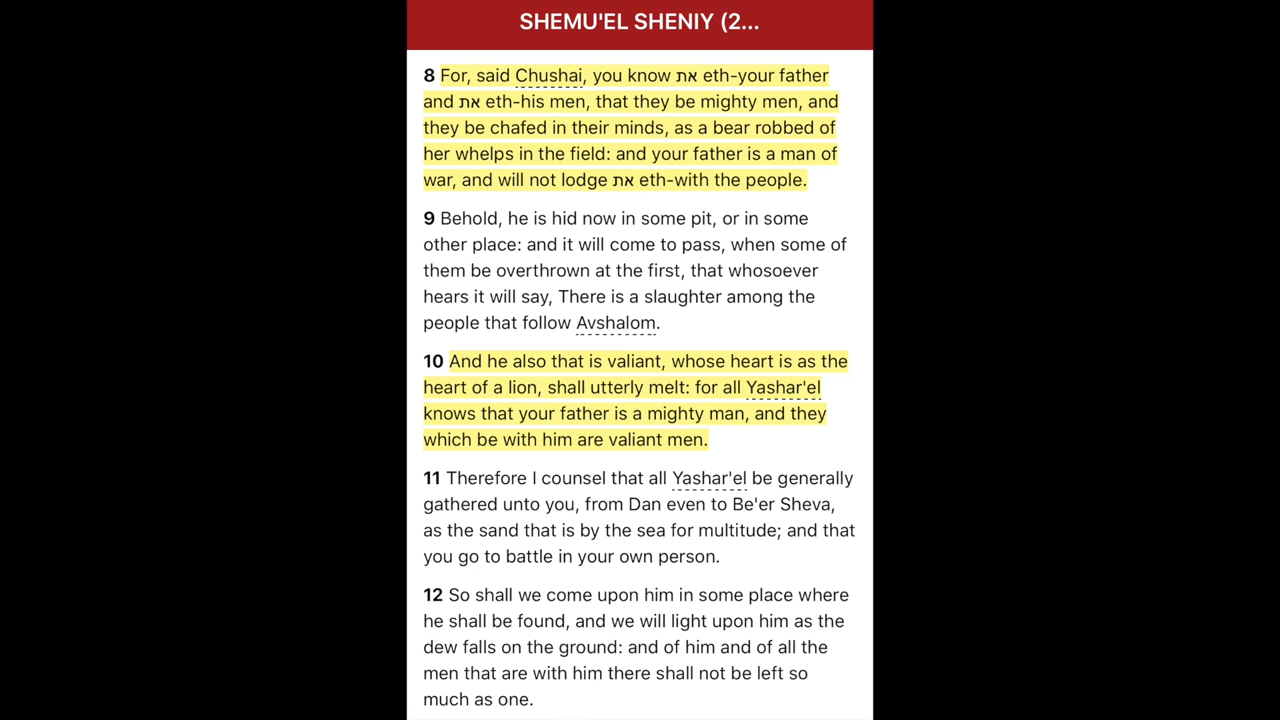 SHEMU'EL SHENIY (2...
8 For, said Chushai, you know את eth-your father
and את eth-his men, that they be mighty men, and
they be chafed in their minds, as a bear robbed of
her whelps in the field: and your father is a man of
war, and will not lodge את eth-with the people.
9 Behold, he is hid now in some pit, or in some
other place: and it will come to pass, when some of
them be overthrown at the first, that whosoever
hears it will say, There is a slaughter among the
people that follow Avshalom.
10 And he also that is valiant, whose heart is as the
heart of a lion, shall utterly melt: for all Yashar'el
knows that your father is a mighty man, and they
which be with him are valiant men.
11 Therefore I counsel that all Yashar'el be generally
gathered unto you, from Dan even to Be'er Sheva,
as the sand that is by the sea for multitude; and that
you go to battle in your own person.
12 So shall we come upon him in some place where
he shall be found, and we will light upon him as the
dew falls on the ground: and of him and of all the
men that are with him there shall not be left so
much as one.